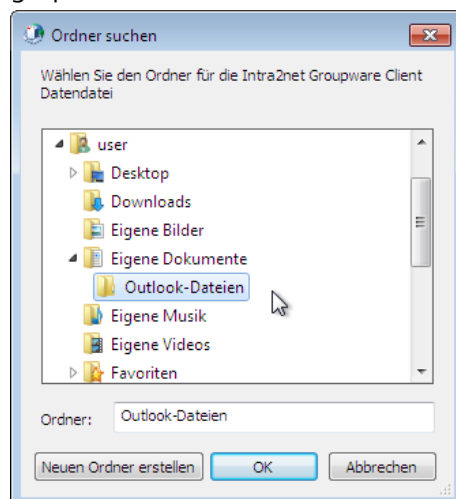 Ordner suchen
Wählen Sie den Ordner für die Intra2net Groupware Client
Datendatei
user
Desktop
Downloads
Eigene Bilder
Eigene Dokumente
Outlook-Dateien
Eigene Musik
Eigene Videos
Favoriten
Ordner: Outlook-Dateien
Neuen Ordner erstellen OK Abbrechen